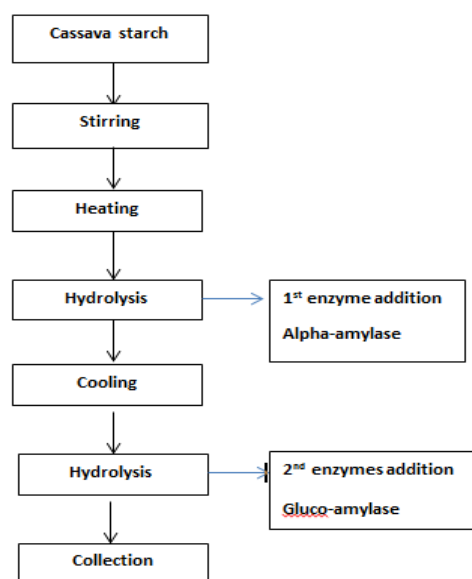 Cassava starch
Stirring
Heating
Hydrolysis
1st enzyme addition
Alpha-amylase
Cooling
Hydrolysis
2nd enzymes addition
Gluco-amylase
Collection